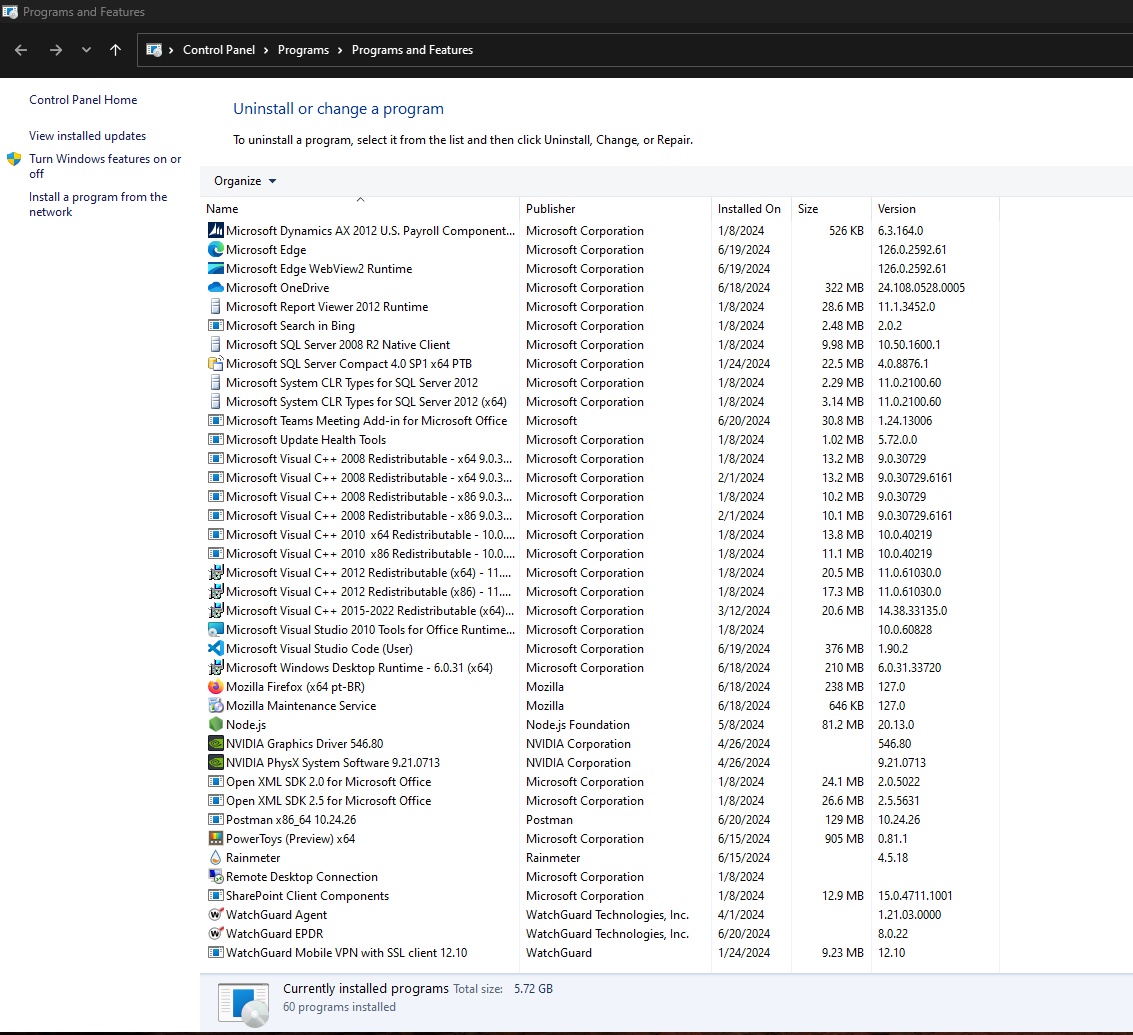 Programs and Features
Control Panel > Programs > Programs and Features
Control Panel Home
View installed updates
Turn Windows features on or
off
Install a program from the
network
Uninstall or change a program
To uninstall a program, select it from the list and then click Uninstall, Change, or Repair.
Organize
Name Publisher Installed On Size Version
Microsoft Dynamics AX 2012 U.S. Payroll Component... Microsoft Corporation 1/8/2024 526 KB 6.3.164.0
Microsoft Edge Microsoft Corporation 6/19/2024 126.0.2592.61
Microsoft Edge WebView2 Runtime Microsoft Corporation 6/19/2024 126.0.2592.61
Microsoft OneDrive Microsoft Corporation 6/18/2024 322 MB 24.108.0528.0005
Microsoft Report Viewer 2012 Runtime Microsoft Corporation 1/8/2024 28.6 MB 11.1.3452.0
Microsoft Search in Bing Microsoft Corporation 1/8/2024 2.48 MB 2.0.2
Microsoft SQL Server 2008 R2 Native Client Microsoft Corporation 1/8/2024 9.98 MB 10.50.1600.1
Microsoft SQL Server Compact 4.0 SP1 x64 PTB Microsoft Corporation 1/24/2024 22.5 MB 4.0.8876.1
Microsoft System CLR Types for SQL Server 2012 Microsoft Corporation 1/8/2024 2.29 MB 11.0.2100.60
Microsoft System CLR Types for SQL Server 2012 (x64) Microsoft Corporation 1/8/2024 3.14 MB 11.0.2100.60
Microsoft Teams Meeting Add-in for Microsoft Office Microsoft 6/20/2024 30.8 MB 1.24.13006
Microsoft Update Health Tools Microsoft Corporation 1/8/2024 1.02 MB 5.72.0.0
Microsoft Visual C++ 2008 Redistributable - x64 9.0.3... Microsoft Corporation 1/8/2024 13.2 MB 9.0.30729
Microsoft Visual C++ 2008 Redistributable - x64 9.0.3... Microsoft Corporation 2/1/2024 13.2 MB 9.0.30729.6161
Microsoft Visual C++ 2008 Redistributable - x86 9.0.3... Microsoft Corporation 1/8/2024 10.2 MB 9.0.30729
Microsoft Visual C++ 2008 Redistributable - x86 9.0.3... Microsoft Corporation 2/1/2024 10.1 MB 9.0.30729.6161
Microsoft Visual C++ 2010  x64 Redistributable - 10.0.... Microsoft Corporation 1/8/2024 13.8 MB 10.0.40219
Microsoft Visual C++ 2010  x86 Redistributable - 10.0.... Microsoft Corporation 1/8/2024 11.1 MB 10.0.40219
Microsoft Visual C++ 2012 Redistributable (x64) - 11.... Microsoft Corporation 1/8/2024 20.5 MB 11.0.61030.0
Microsoft Visual C++ 2012 Redistributable (x86) - 11.... Microsoft Corporation 1/8/2024 17.3 MB 11.0.61030.0
Microsoft Visual C++ 2015-2022 Redistributable (x64)... Microsoft Corporation 3/12/2024 20.6 MB 14.38.33135.0
Microsoft Visual Studio 2010 Tools for Office Runtime... Microsoft Corporation 1/8/2024 10.0.60828
Microsoft Visual Studio Code (User) Microsoft Corporation 6/19/2024 376 MB 1.90.2
Microsoft Windows Desktop Runtime - 6.0.31 (x64) Microsoft Corporation 6/18/2024 210 MB 6.0.31.33720
Mozilla Firefox (x64 pt-BR) Mozilla 6/18/2024 238 MB 127.0
Mozilla Maintenance Service Mozilla 6/18/2024 646 KB 127.0
Node.js Node.js Foundation 5/8/2024 81.2 MB 20.13.0
NVIDIA Graphics Driver 546.80 NVIDIA Corporation 4/26/2024 546.80
NVIDIA PhysX System Software 9.21.0713 NVIDIA Corporation 4/26/2024 9.21.0713
Open XML SDK 2.0 for Microsoft Office Microsoft Corporation 1/8/2024 24.1 MB 2.0.5022
Open XML SDK 2.5 for Microsoft Office Microsoft Corporation 1/8/2024 26.6 MB 2.5.5631
Postman x86_64 10.24.26 Postman 6/20/2024 129 MB 10.24.26
PowerToys (Preview) x64 Microsoft Corporation 6/15/2024 905 MB 0.81.1
Rainmeter Rainmeter 6/15/2024 4.5.18
Remote Desktop Connection Microsoft Corporation 1/8/2024
SharePoint Client Components Microsoft Corporation 1/8/2024 12.9 MB 15.0.4711.1001
WatchGuard Agent WatchGuard Technologies, Inc. 4/1/2024 1.21.03.0000
WatchGuard EPDR WatchGuard Technologies, Inc. 6/20/2024 8.0.22
WatchGuard Mobile VPN with SSL client 12.10 WatchGuard 1/24/2024 9.23 MB 12.10
Currently installed programs Total size: 5.72 GB
60 programs installed